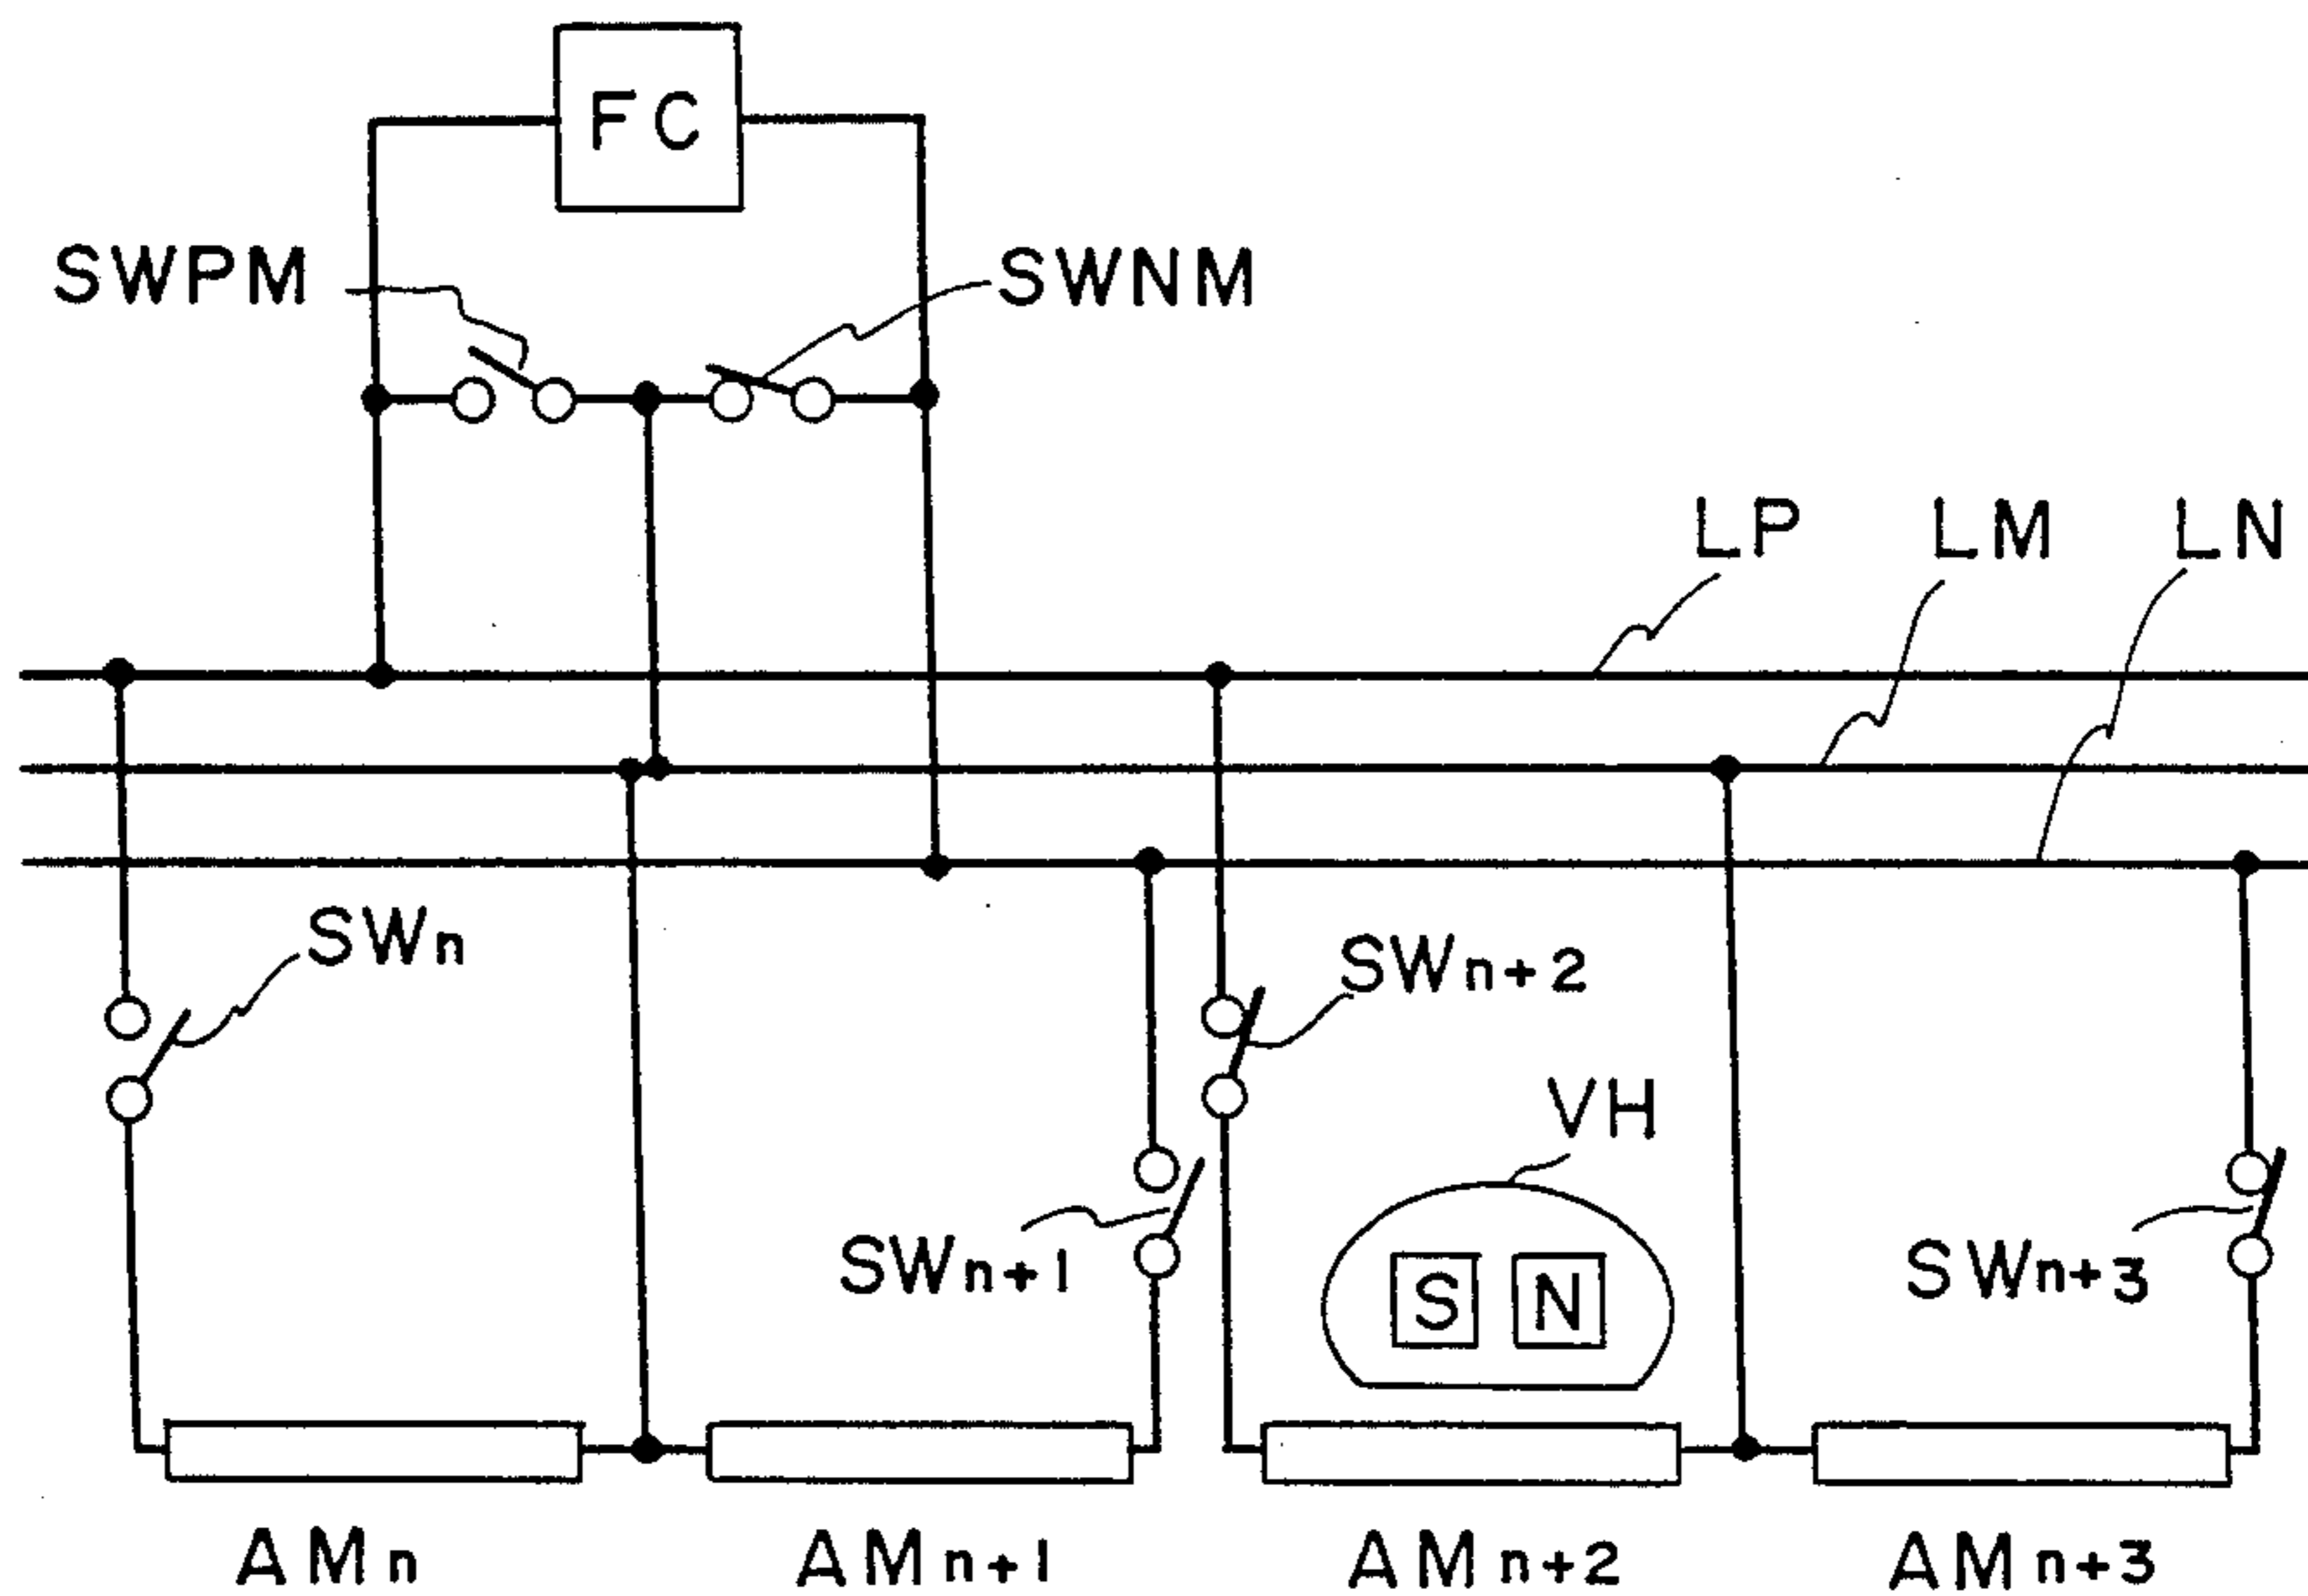 FC
SWPM
SWNM
LP
LM
LN
SWn
SWn+2
VH
SWn+1
S
N
SWn+3
AMn
AMn+1
AMn+2
AMn+3